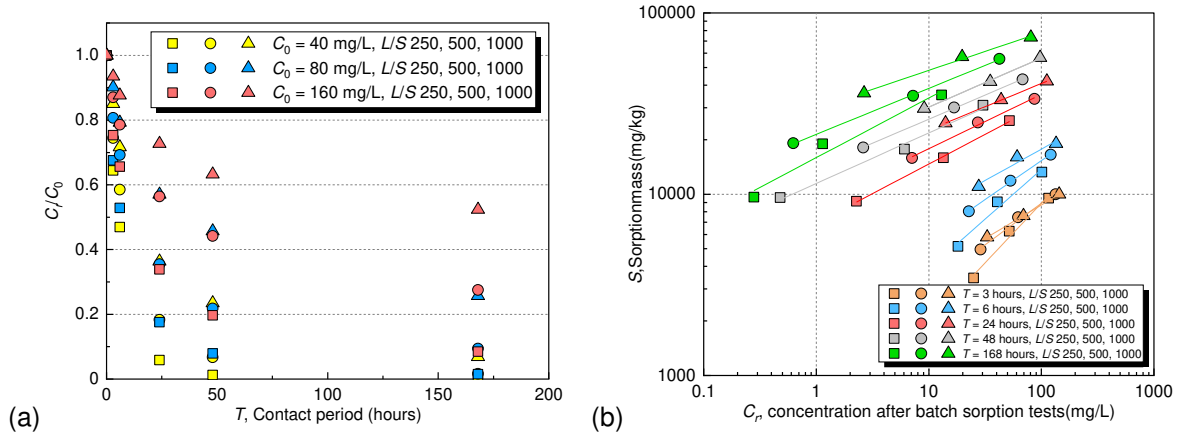 C0 = 40 mg/L, L/S 250, 500, 1000
C0 = 80 mg/L, L/S 250, 500, 1000
C0 = 160 mg/L, L/S 250, 500, 1000
1.0
0.8
0.6
0.4
0.2
0
0
50
100
150
200
Cr/C0
T, Contact period (hours)
(a)
100000
10000
1000
0.1
1
10
100
1000
S,Sorptionmass(mg/kg)
T = 3 hours, L/S 250, 500, 1000
T = 6 hours, L/S 250, 500, 1000
T = 24 hours, L/S 250, 500, 1000
T = 48 hours, L/S 250, 500, 1000
T = 168 hours, L/S 250, 500, 1000
Cr, concentration after batch sorption tests(mg/L)
(b)